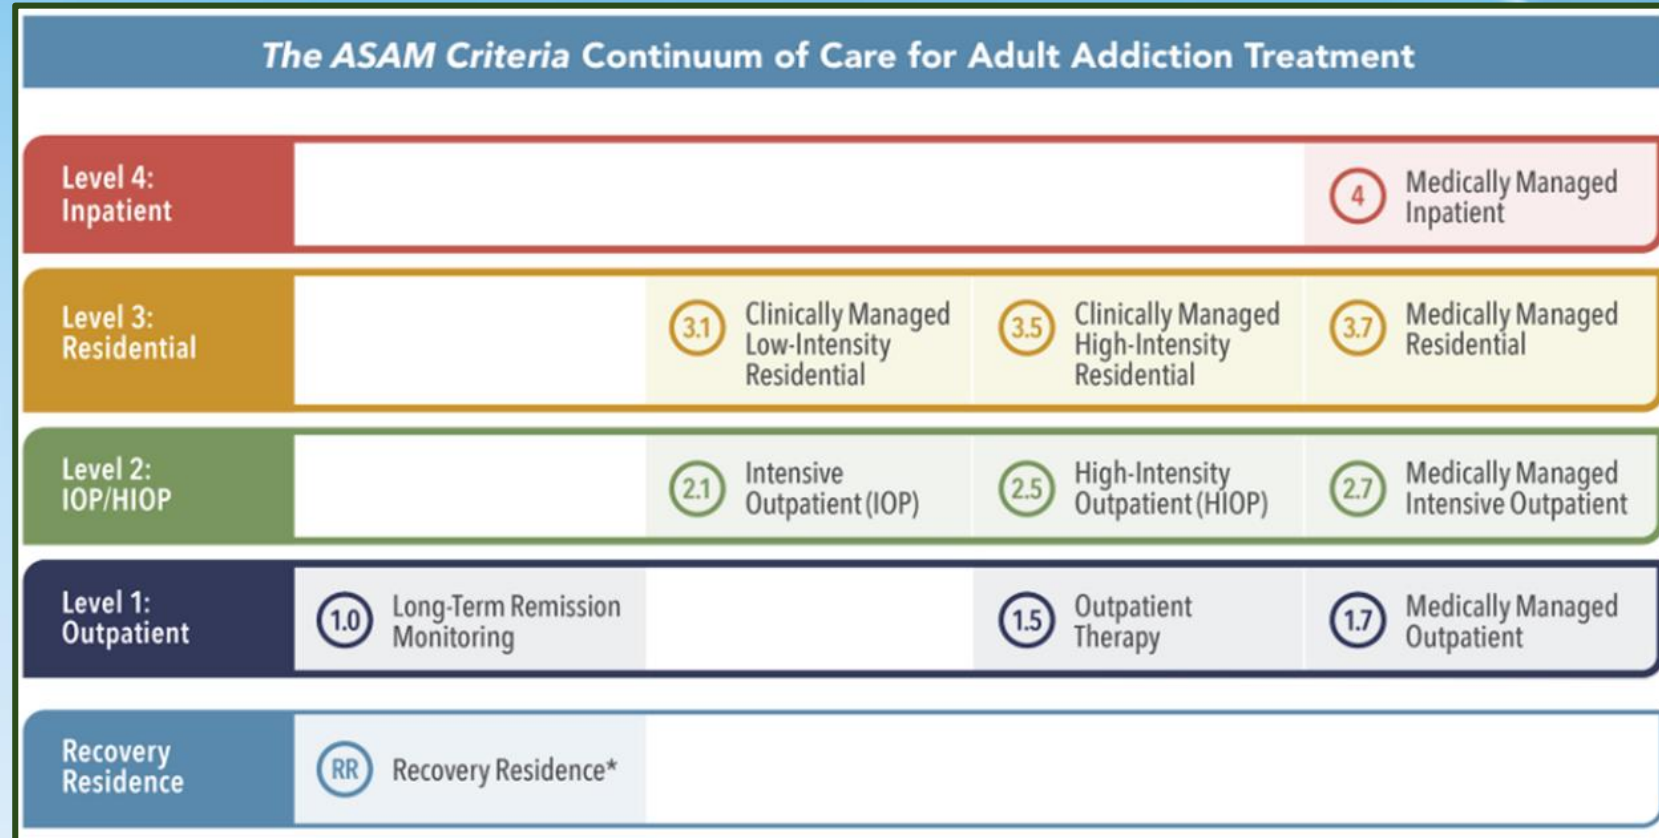 The ASAM Criteria Continuum of Care for Adult Addiction Treatment
Level 4:
Inpatient
4
Medically Managed
Inpatient
Level 3:
Residential
3.1
Clinically Managed
Low-Intensity
Residential
3.5
Clinically Managed
High-Intensity
Residential
3.7
Medically Managed
Residential
Level 2:
IOP/HIOP
2.1
Intensive
Outpatient (IOP)
2.5
High-Intensity
Outpatient (HIOP)
2.7
Medically Managed
Intensive Outpatient
Level 1:
Outpatient
1.0
Long-Term Remission
Monitoring
1.5
Outpatient
Therapy
1.7
Medically Managed
Outpatient
Recovery
Residence
RR
Recovery Residence*